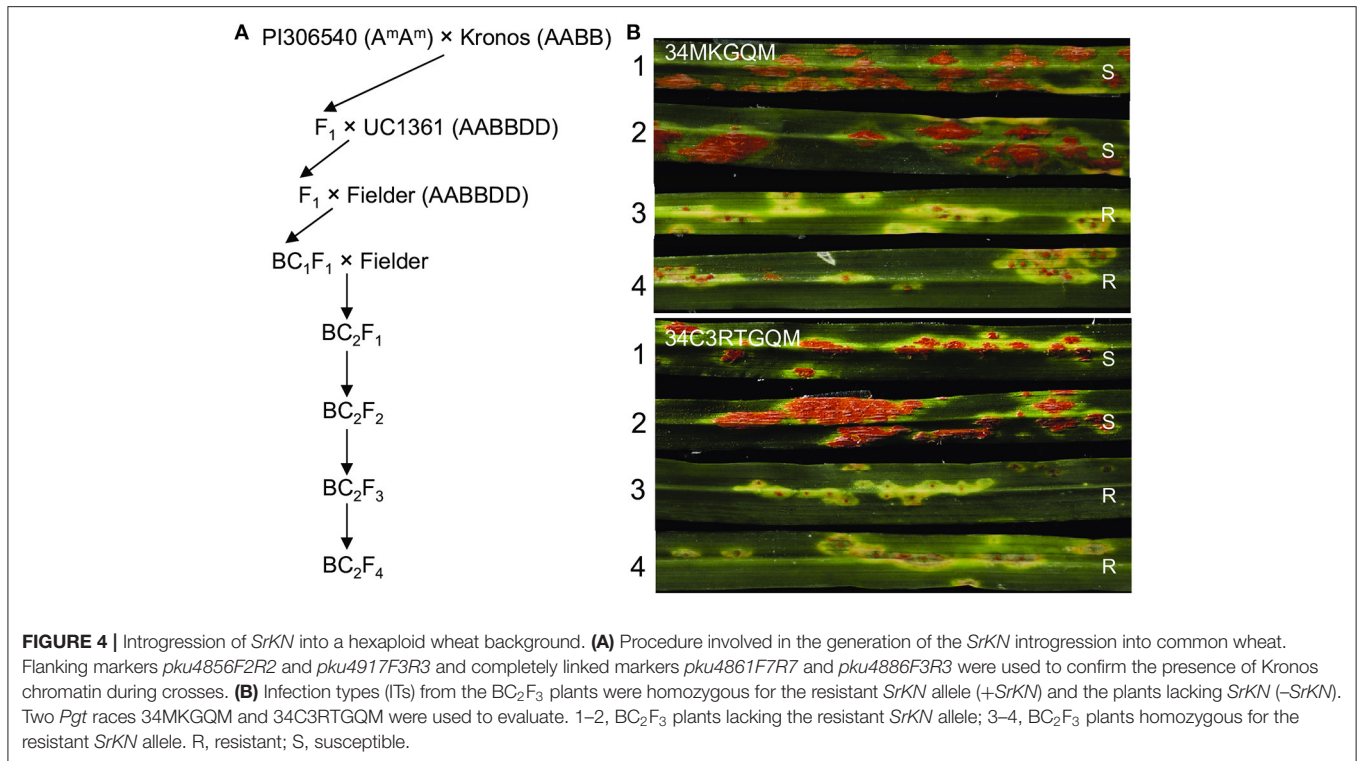 A
PI306540 (AᵐAᵐ) × Kronos (AABB)
F₁ × UC1361 (AABBDD)
F₁ × Fielder (AABBDD)
BC₁F₁ × Fielder
BC₂F₁
BC₂F₂
BC₂F₃
BC₂F₄
B
34MKGQM
1 S
2 S
3 R
4 R
34C3RTGQM
1 S
2 S
3 R
4 R
FIGURE 4 | Introgression of SrKN into a hexaploid wheat background. (A) Procedure involved in the generation of the SrKN introgression into common wheat.
Flanking markers pku4856F2R2 and pku4917F3R3 and completely linked markers pku4861F7R7 and pku4886F3R3 were used to confirm the presence of Kronos
chromatin during crosses. (B) Infection types (ITs) from the BC₂F₃ plants were homozygous for the resistant SrKN allele (+SrKN) and the plants lacking SrKN (–SrKN).
Two Pgt races 34MKGQM and 34C3RTGQM were used to evaluate. 1–2, BC₂F₃ plants lacking the resistant SrKN allele; 3–4, BC₂F₃ plants homozygous for the
resistant SrKN allele. R, resistant; S, susceptible.